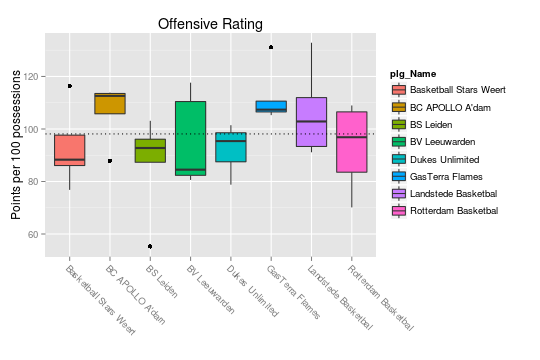 Offensive Rating
Points per 100 possessions
120
100
80
60
Basketball Stars Weert
BC APOLLO A'dam
BS Leiden
BV Leeuwarden
Dukes Unlimited
GasTerra Flames
Landstede Basketbal
Rotterdam Basketbal
plg_Name
Basketball Stars Weert
BC APOLLO A'dam
BS Leiden
BV Leeuwarden
Dukes Unlimited
GasTerra Flames
Landstede Basketbal
Rotterdam Basketbal